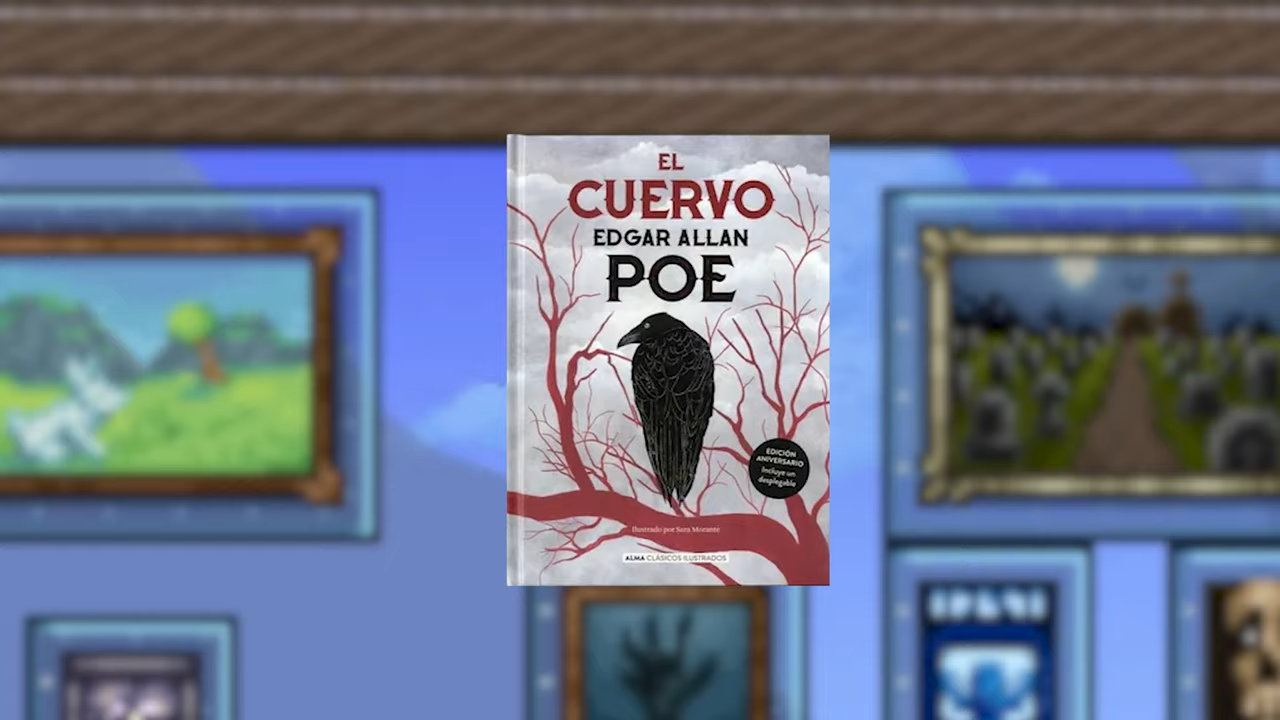 EL
CUERVO
EDGAR ALLAN
POE
EDICIÓN
ANIVERSARIO
Incluye un
desplegable
Ilustrado por Sara Morante
ALMA CLÁSICOS ILUSTRADOS